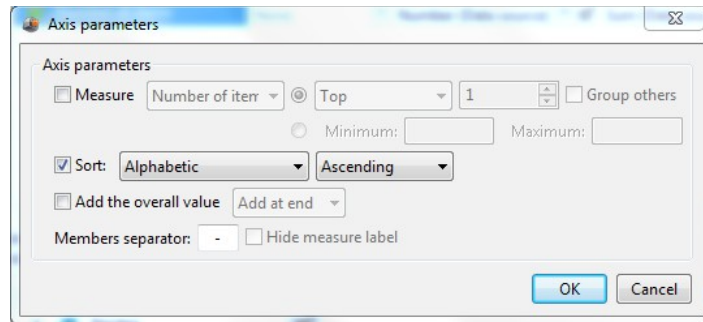 Axis parameters
Axis parameters
Measure Number of item Top 1 Group others
Minimum: Maximum:
Sort: Alphabetic Ascending
Add the overall value Add at end
Members separator: - Hide measure label
OK Cancel